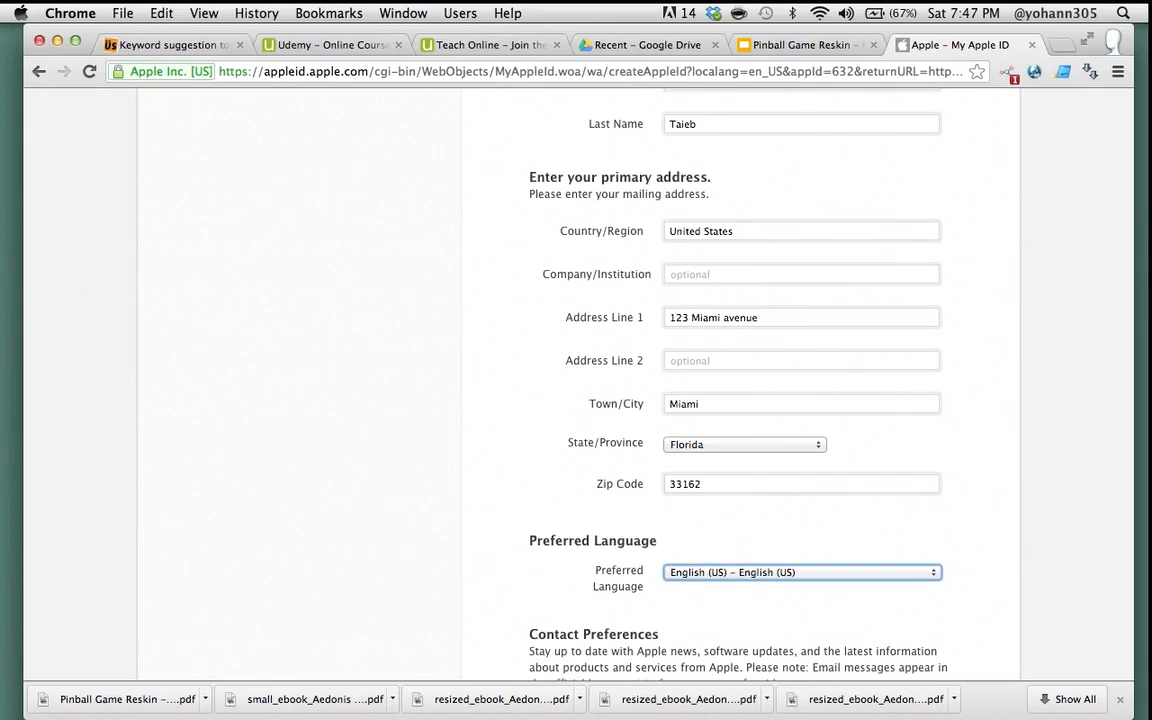 Chrome File Edit View History Bookmarks Window Users Help 14 (67%) Sat 7:47 PM @yohann305
Keyword suggestion to Udemy – Online Cours Teach Online – Join the Recent – Google Drive Pinball Game Reskin – Apple – My Apple ID
Apple Inc. [US] https://appleid.apple.com/cgi-bin/WebObjects/MyAppleId.woa/wa/createAppleId?localang=en_US&appId=632&returnURL=http...
Last Name Taieb
Enter your primary address.
Please enter your mailing address.
Country/Region United States
Company/Institution optional
Address Line 1 123 Miami avenue
Address Line 2 optional
Town/City Miami
State/Province Florida
Zip Code 33162
Preferred Language
Preferred Language English (US) – English (US)
Contact Preferences
Stay up to date with Apple news, software updates, and the latest information
about products and services from Apple. Please note: Email messages appear in
Pinball Game Reskin –....pdf small_ebook_Aedonis ....pdf resized_ebook_Aedon....pdf resized_ebook_Aedon....pdf resized_ebook_Aedon....pdf Show All